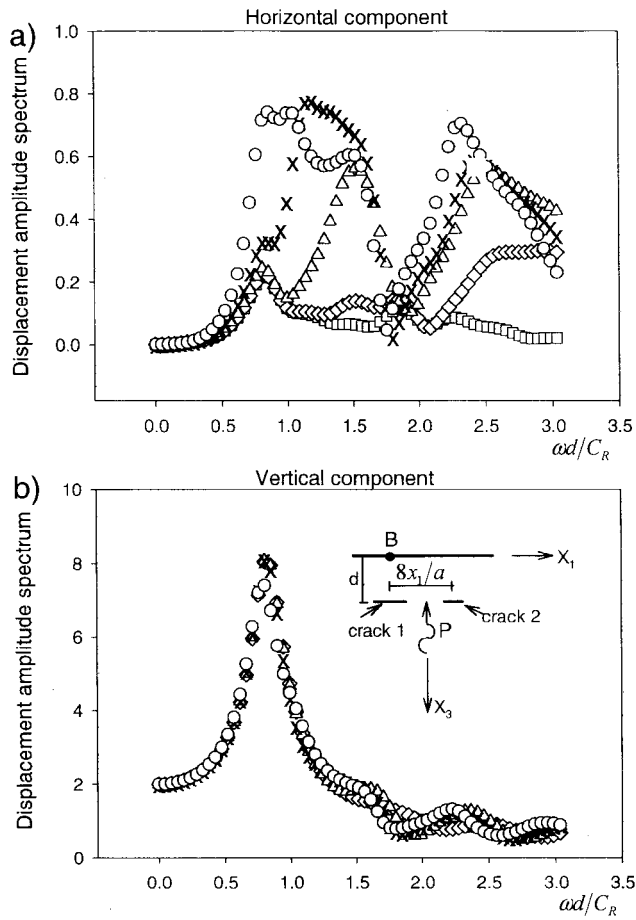 a)
Horizontal component
Displacement amplitude spectrum
1.0
0.8
0.6
0.4
0.2
0.0
0.0 0.5 1.0 1.5 2.0 2.5 3.0 3.5
ωd/C_R
b)
Vertical component
Displacement amplitude spectrum
10
8
6
4
2
0
B
X_1
d
8x_1/a
crack 1
P
crack 2
X_3
0.0 0.5 1.0 1.5 2.0 2.5 3.0 3.5
ωd/C_R